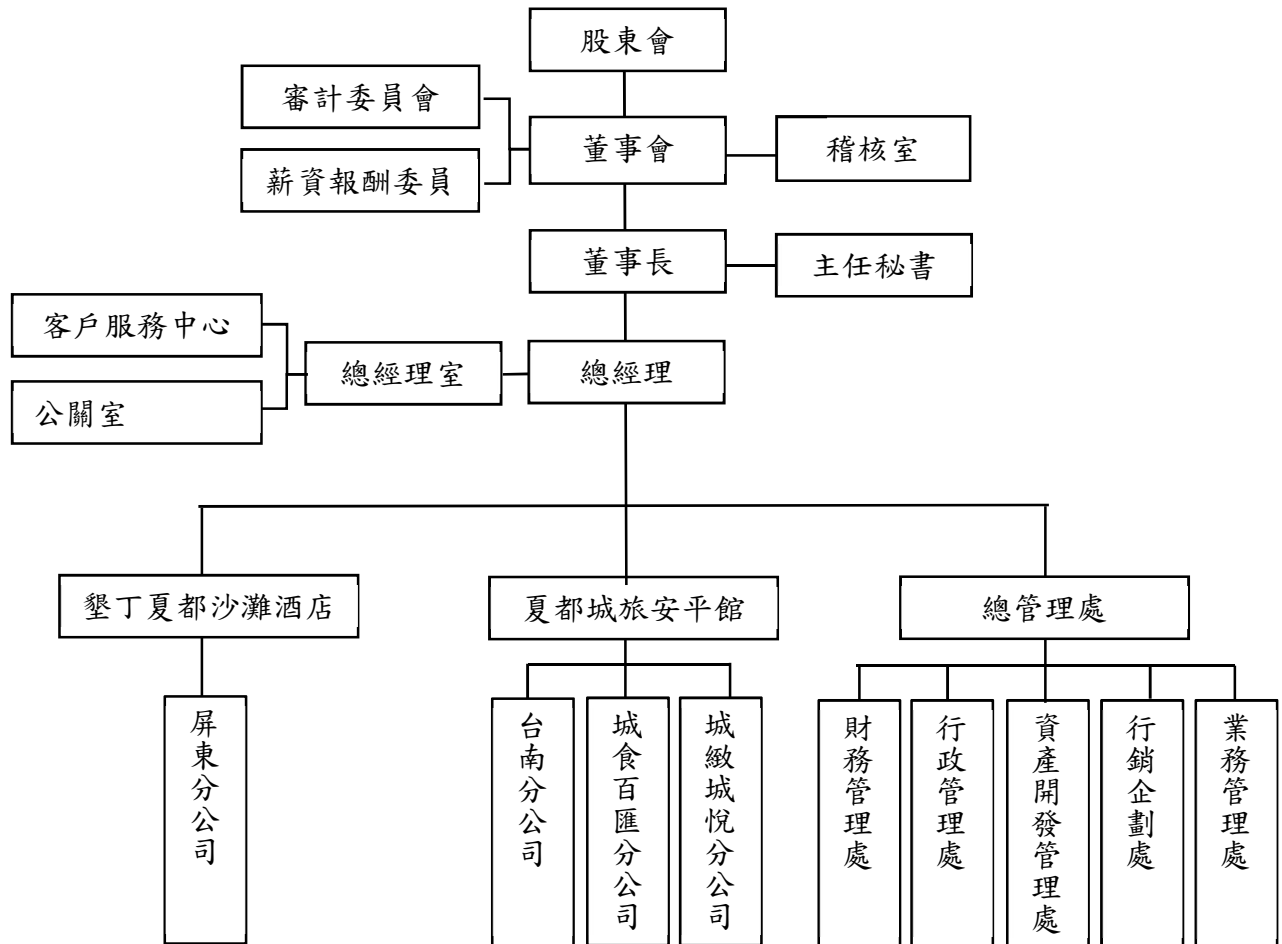 股東會
審計委員會
董事會
稽核室
薪資報酬委員
董事長
主任秘書
客戶服務中心
總經理室
總經理
公關室
墾丁夏都沙灘酒店
夏都城旅安平館
總管理處
屏東分公司
台南分公司
城食百匯分公司
城緻城悅分公司
財務管理處
行政管理處
資產開發管理處
行銷企劃處
業務管理處